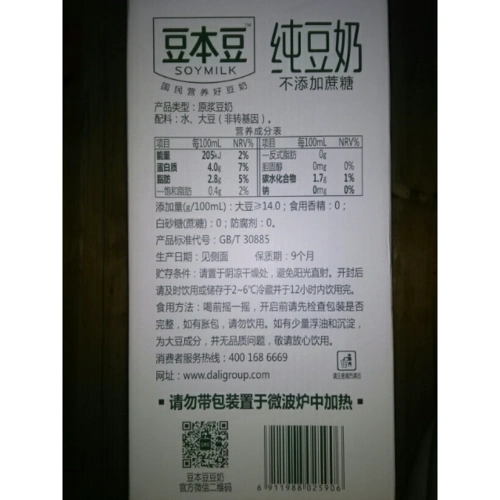 豆本豆™ 纯豆奶
SOYMILK
国民营养好豆奶 不添加蔗糖
产品类型：原浆豆奶
配料：水、大豆（非转基因）。
营养成分表
项目 每100mL NRV% 项目 每100mL NRV%
能量 205kJ 2% —反式脂肪 0g
蛋白质 4.0g 7% 胆固醇 0mg 0%
脂肪 2.8g 5% 碳水化合物 1.7g 1%
—饱和脂肪 0.4g 2% 钠 0mg 0%
添加量(g/100mL)：大豆≥14.0；食用香精：0；
白砂糖(蔗糖)：0；防腐剂：0。
产品标准代号：GB/T 30885
生产日期：见侧面 保质期：9个月
贮存条件：请置于阴凉干燥处，避免阳光直射。开封后
请及时饮用或储存于2~6℃冷藏并于12小时内饮用完。
食用方法：喝前摇一摇，开启前请先检查包装是否
完整，如有胀包，请勿饮用。如有少量浮油和沉淀，
为大豆成分，并无品质问题，敬请放心饮用。
消费者服务热线：400 168 6669
网址：www.daligroup.com
请勿带包装置于微波炉中加热
豆本豆豆奶
官方微信二维码
6 911988 025906